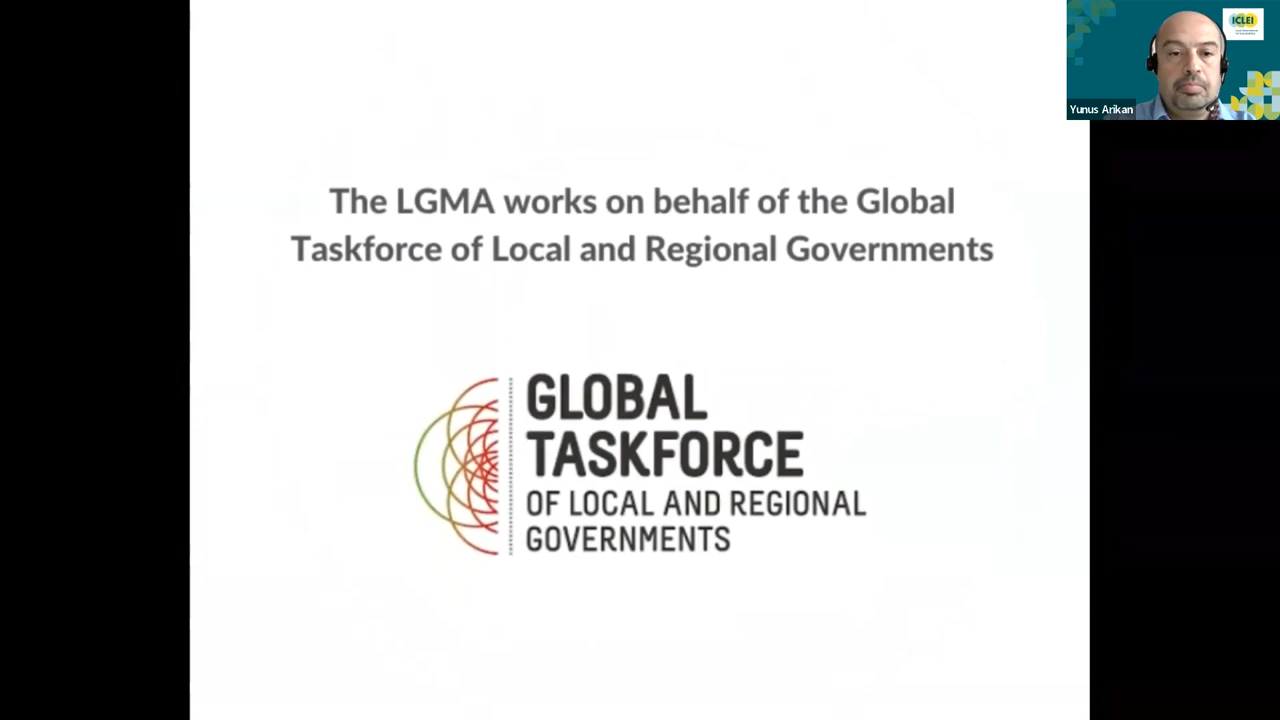 The LGMA works on behalf of the Global
Taskforce of Local and Regional Governments
GLOBAL
TASKFORCE
OF LOCAL AND REGIONAL
GOVERNMENTS
ICLEI
Yunus Arikan